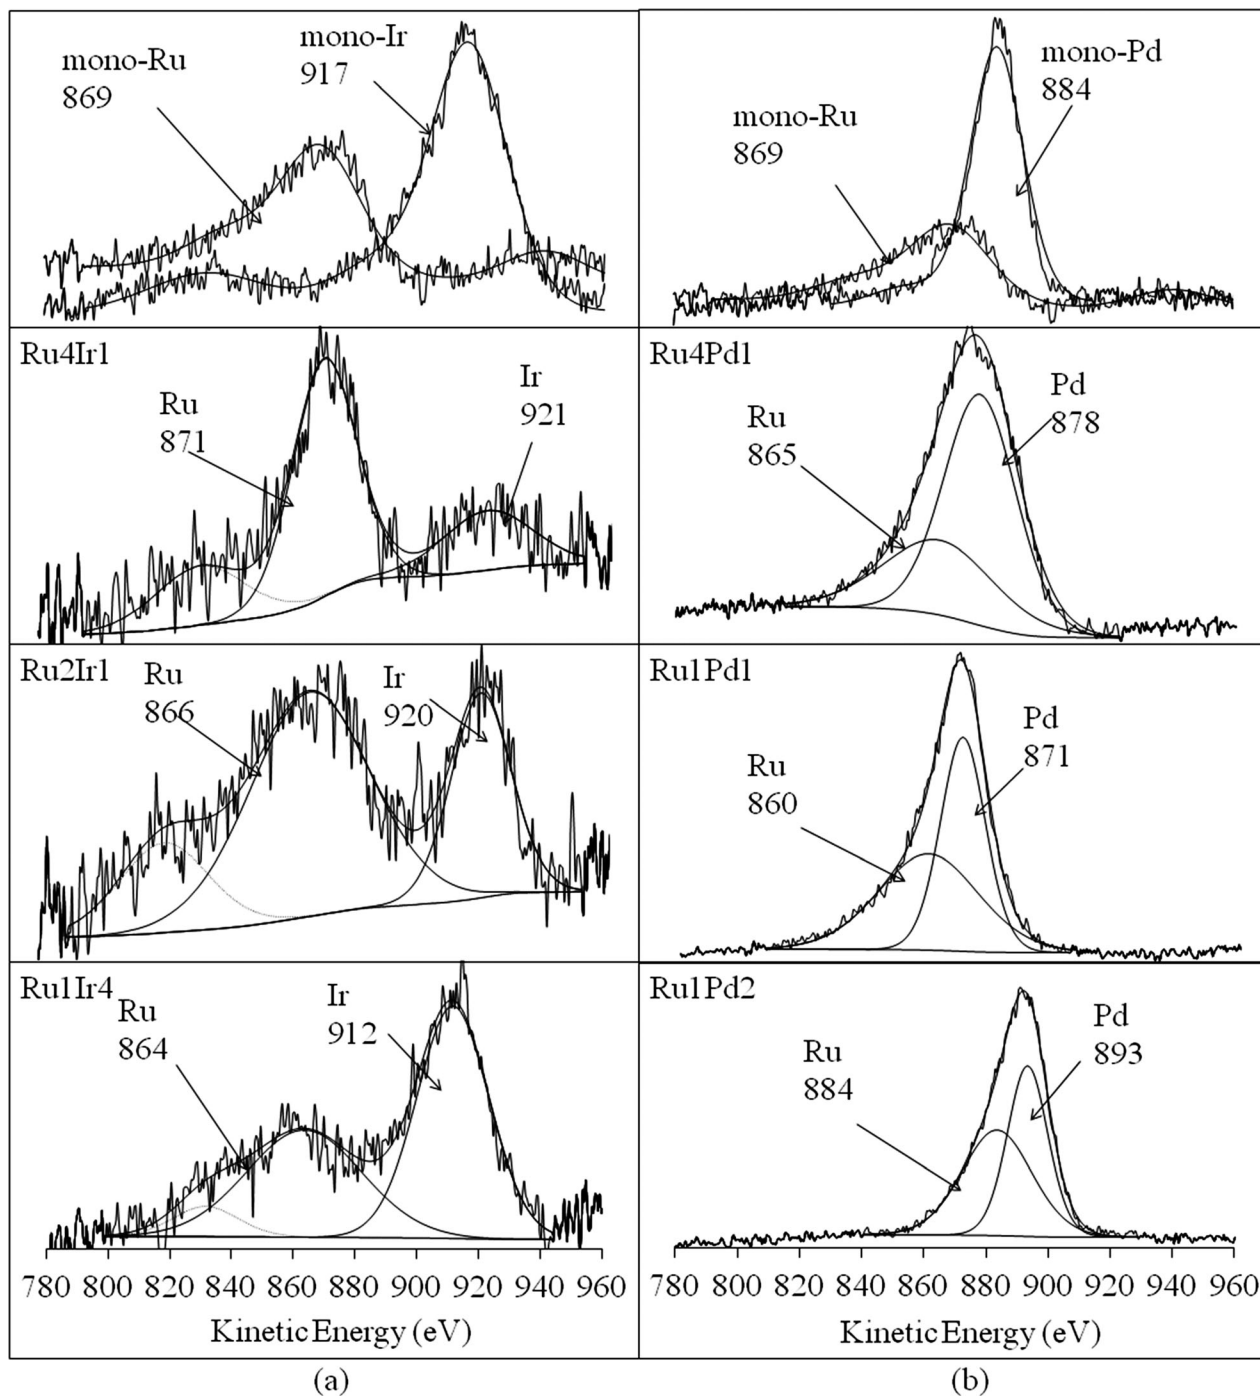 mono-Ru
869
mono-Ir
917
mono-Ru
869
mono-Pd
884
Ru4Ir1
Ru
871
Ir
921
Ru4Pd1
Ru
865
Pd
878
Ru2Ir1
Ru
866
Ir
920
Ru1Pd1
Ru
860
Pd
871
Ru1Ir4
Ru
864
Ir
912
Ru1Pd2
Ru
884
Pd
893
780 800 820 840 860 880 900 920 940 960
Kinetic Energy (eV)
(a)
780 800 820 840 860 880 900 920 940 960
Kinetic Energy (eV)
(b)